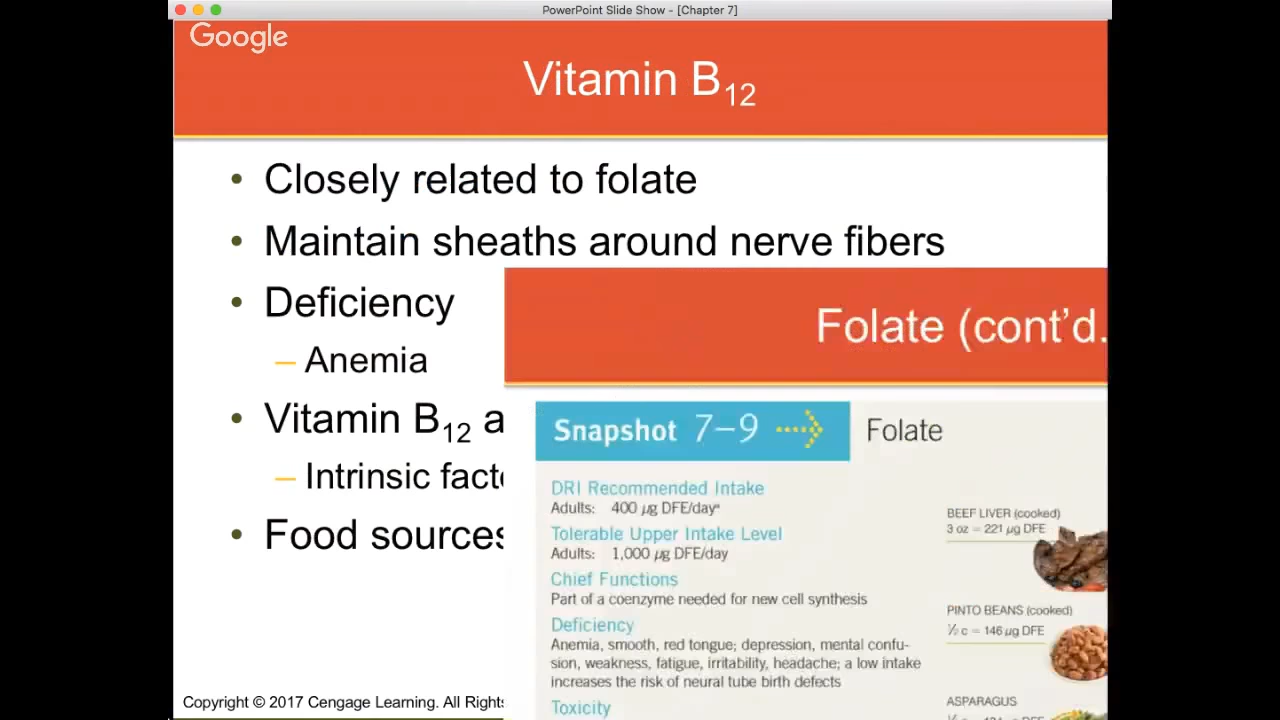 PowerPoint Slide Show - [Chapter 7]
Google
Vitamin B12
• Closely related to folate
• Maintain sheaths around nerve fibers
• Deficiency
– Anemia
• Vitamin B12
– Intrinsic
• Food sources
Copyright © 2017 Cengage Learning. All
Folate (cont’d.
Snapshot 7–9
Folate
DRI Recommended Intake
Adults: 400 µg DFE/dayª
Tolerable Upper Intake Level
Adults: 1,000 µg DFE/day
Chief Functions
Part of a coenzyme needed for new cell synthesis
Deficiency
Anemia, smooth, red tongue; depression, mental confu-
sion, weakness, fatigue, irritability, headache; a low intake
increases the risk of neural tube birth defects
Toxicity
BEEF LIVER (cooked)
3 oz = 221 µg DFE
PINTO BEANS (cooked)
½ c = 146 µg DFE
ASPARAGUS